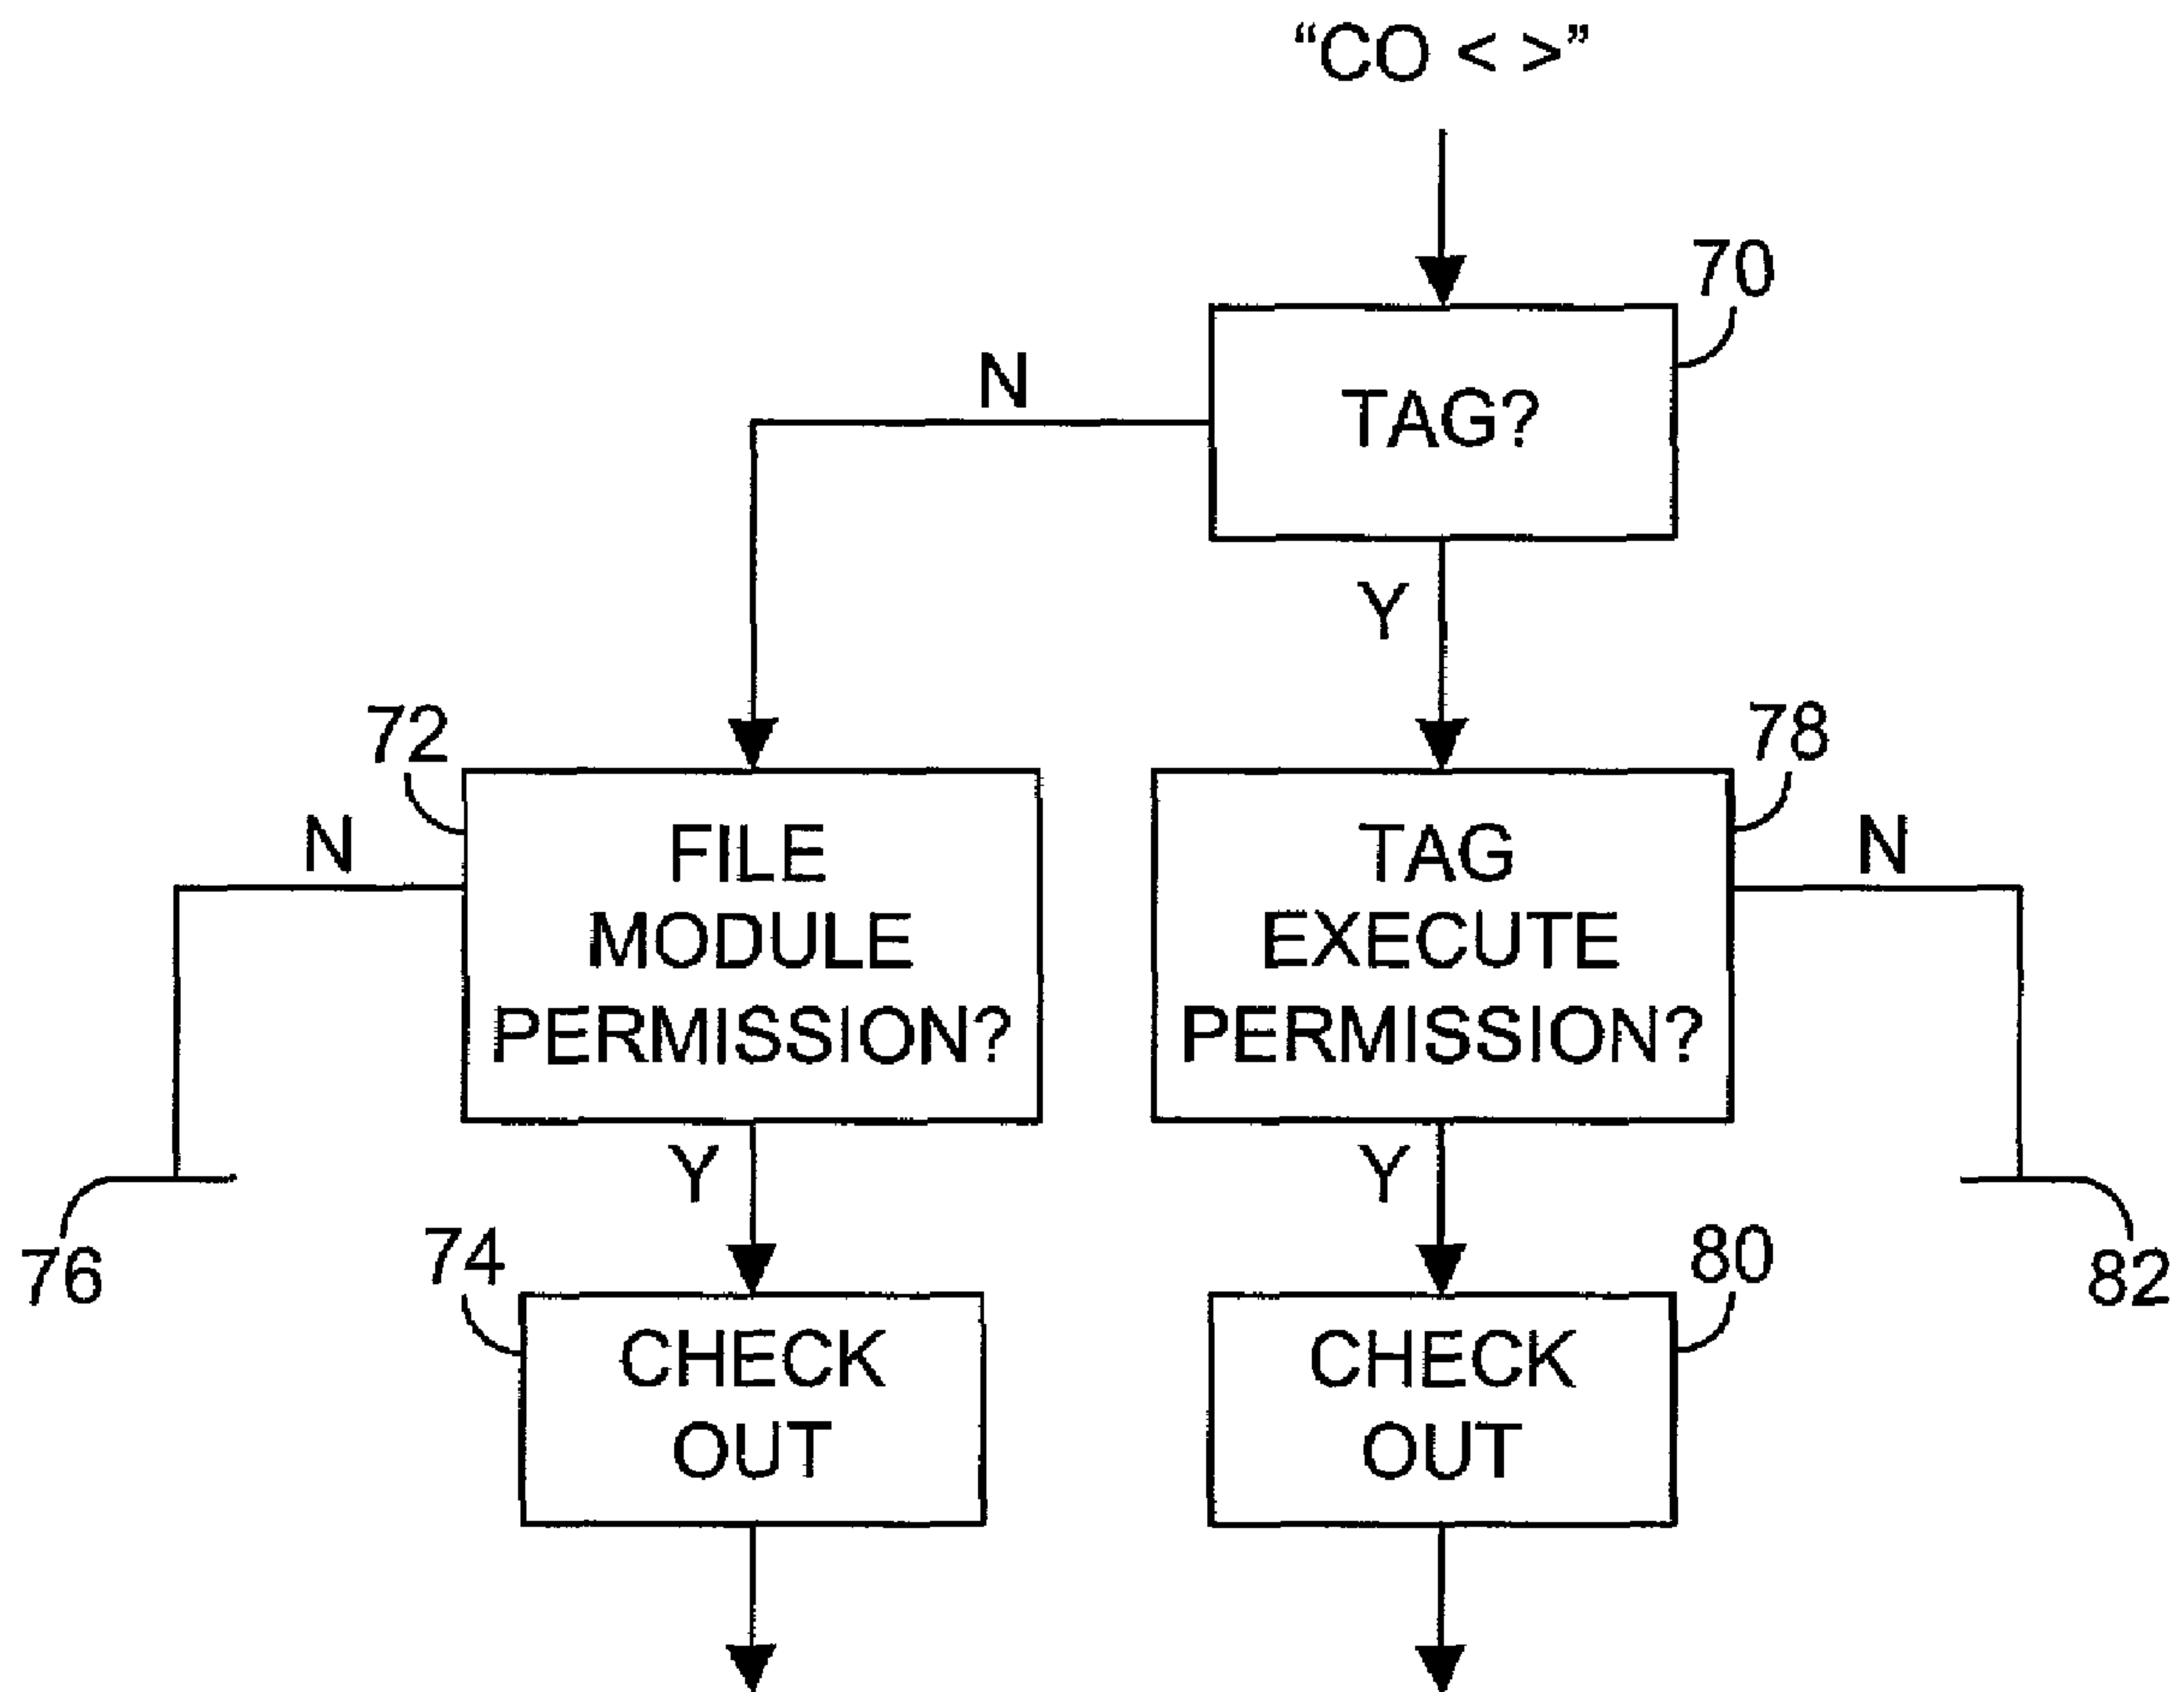 “CO < >”
70
N
TAG?
Y
72
78
N
FILE
MODULE
PERMISSION?
TAG
EXECUTE
PERMISSION?
N
Y
Y
76
74
80
82
CHECK
OUT
CHECK
OUT